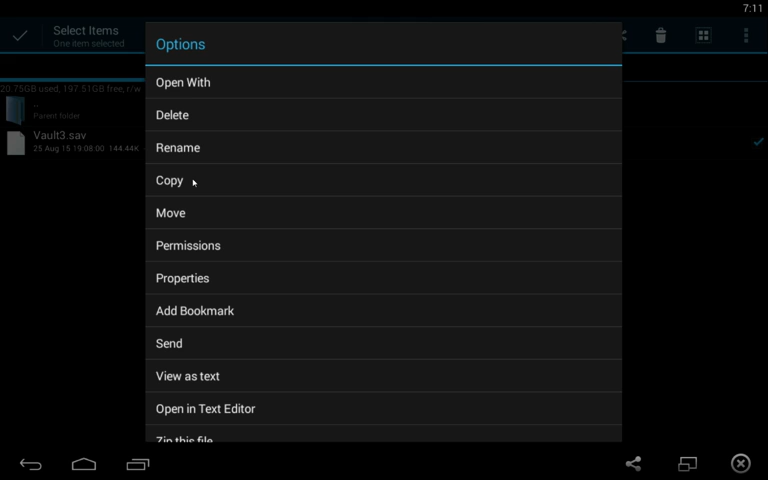 7:11
Select Items
One item selected
Options
20.75GB used, 197.51GB free, r/w
..
Parent folder
Vault3.sav
25 Aug 15 19:08:00 144.44K
Open With
Delete
Rename
Copy
Move
Permissions
Properties
Add Bookmark
Send
View as text
Open in Text Editor
Zip this file